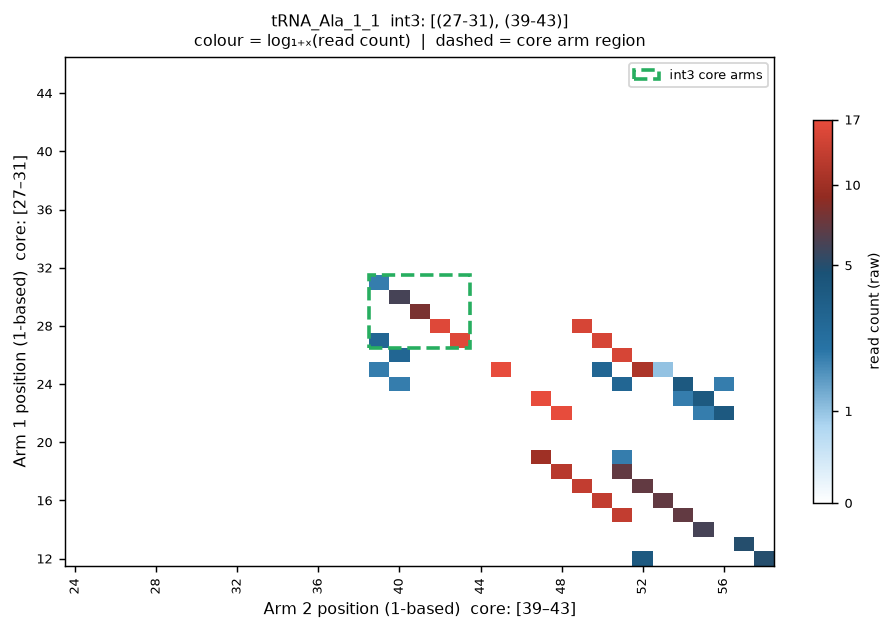 tRNA_Ala_1_1  int3: [(27-31), (39-43)]
colour = log₁₊ₓ(read count)  |  dashed = core arm region
int3 core arms
Arm 1 position (1-based)  core: [27–31]
44
40
36
32
28
24
20
16
12
24 28 32 36 40 44 48 52 56
Arm 2 position (1-based)  core: [39–43]
17
10
5
1
0
read count (raw)